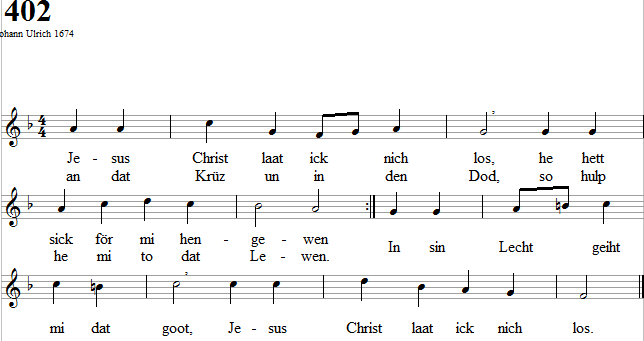 402
ohann Ulrich 1674
Je - sus Christ laat ick nich los, he hett
an dat Krüz un in den Dod, so hulp
sick för mi hen - ge - wen
he mi to dat Le - wen.
In sin Lecht geiht
mi dat goot, Je - sus Christ laat ick nich los.